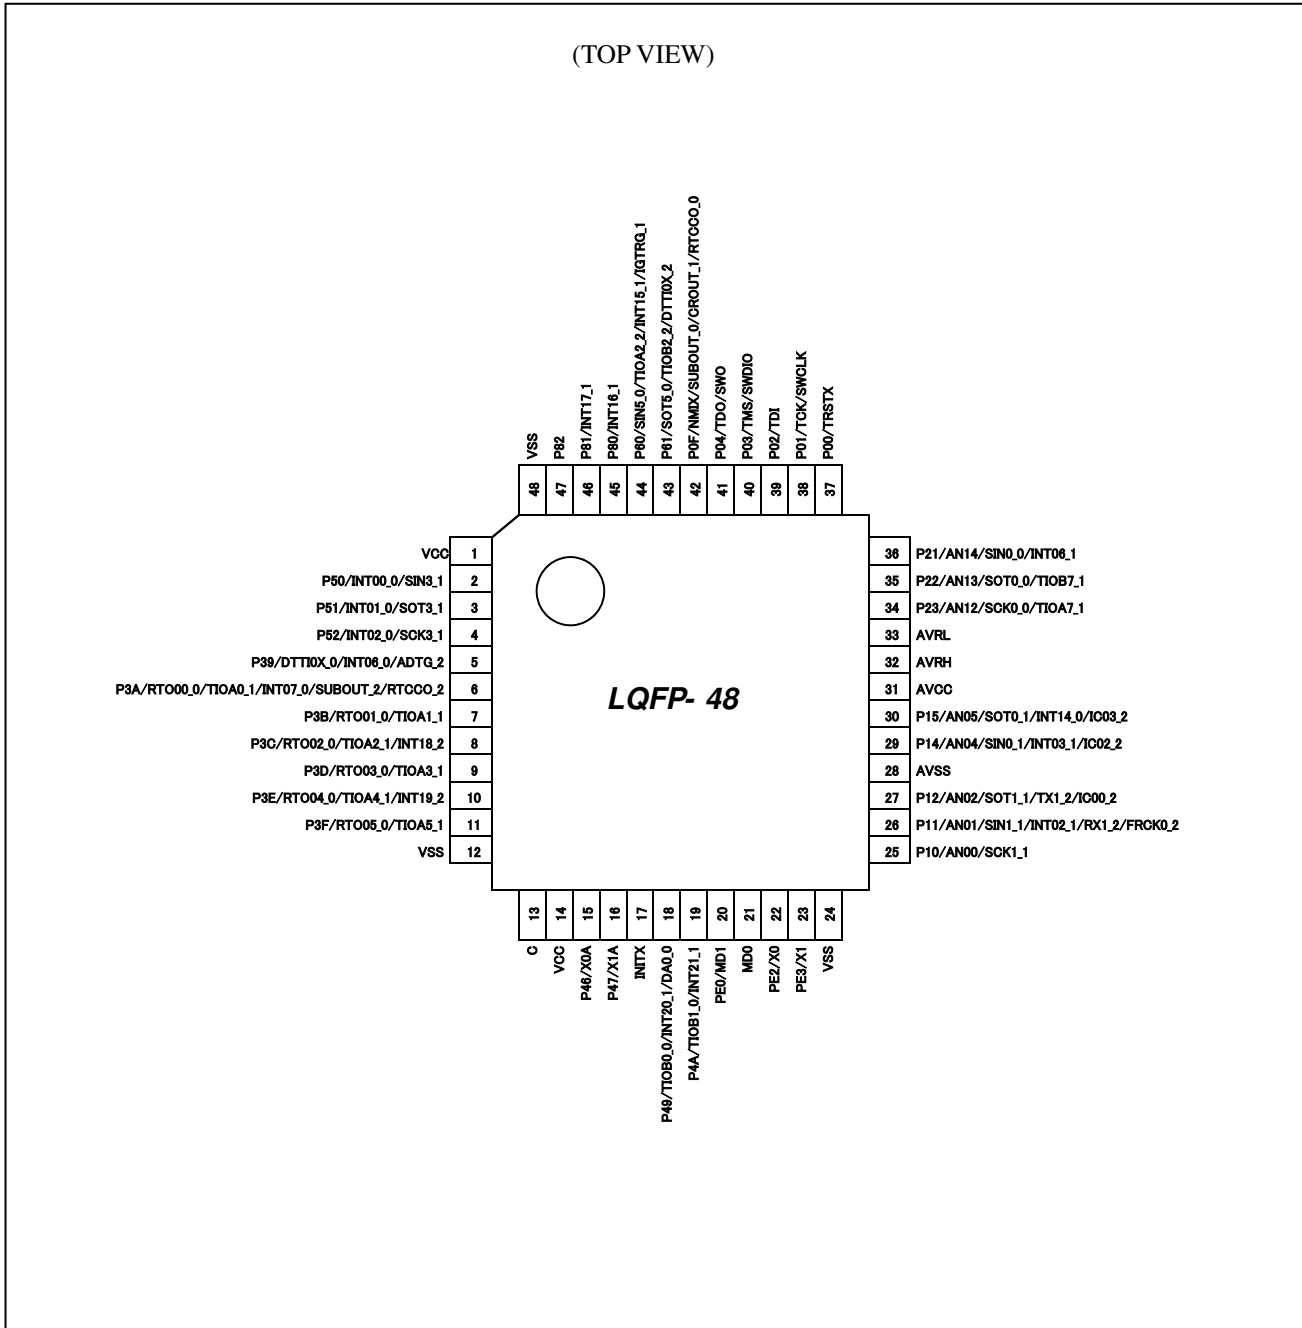 (TOP VIEW)
VSS
P82
P81/INT17_1
P80/INT16_1
P60/SIN5_0/TIOA2_2/INT15_1/IGTRG_1
P61/SOT5_0/TIOB2_2/DTTI0X_2
P0F/NMIX/SUBOUT_0/CROUT_1/RTCCO_0
P04/TDO/SWO
P03/TMS/SWDIO
P02/TDI
P01/TCK/SWCLK
P00/TRSTX
48
47
46
45
44
43
42
41
40
39
38
37
VCC 1
P50/INT00_0/SIN3_1 2
P51/INT01_0/SOT3_1 3
P52/INT02_0/SCK3_1 4
P39/DTTI0X_0/INT06_0/ADTG_2 5
P3A/RTO00_0/TIOA0_1/INT07_0/SUBOUT_2/RTCCO_2 6
P3B/RTO01_0/TIOA1_1 7
P3C/RTO02_0/TIOA2_1/INT18_2 8
P3D/RTO03_0/TIOA3_1 9
P3E/RTO04_0/TIOA4_1/INT19_2 10
P3F/RTO05_0/TIOA5_1 11
VSS 12
LQFP- 48
36 P21/AN14/SIN0_0/INT06_1
35 P22/AN13/SOT0_0/TIOB7_1
34 P23/AN12/SCK0_0/TIOA7_1
33 AVRL
32 AVRH
31 AVCC
30 P15/AN05/SOT0_1/INT14_0/IC03_2
29 P14/AN04/SIN0_1/INT03_1/IC02_2
28 AVSS
27 P12/AN02/SOT1_1/TX1_2/IC00_2
26 P11/AN01/SIN1_1/INT02_1/RX1_2/FRCK0_2
25 P10/AN00/SCK1_1
13
14
15
16
17
18
19
20
21
22
23
24
C
VCC
P46/X0A
P47/X1A
INITX
P49/TIOB0_0/INT20_1/DA0_0
P4A/TIOB1_0/INT21_1
PE0/MD1
MD0
PE2/X0
PE3/X1
VSS